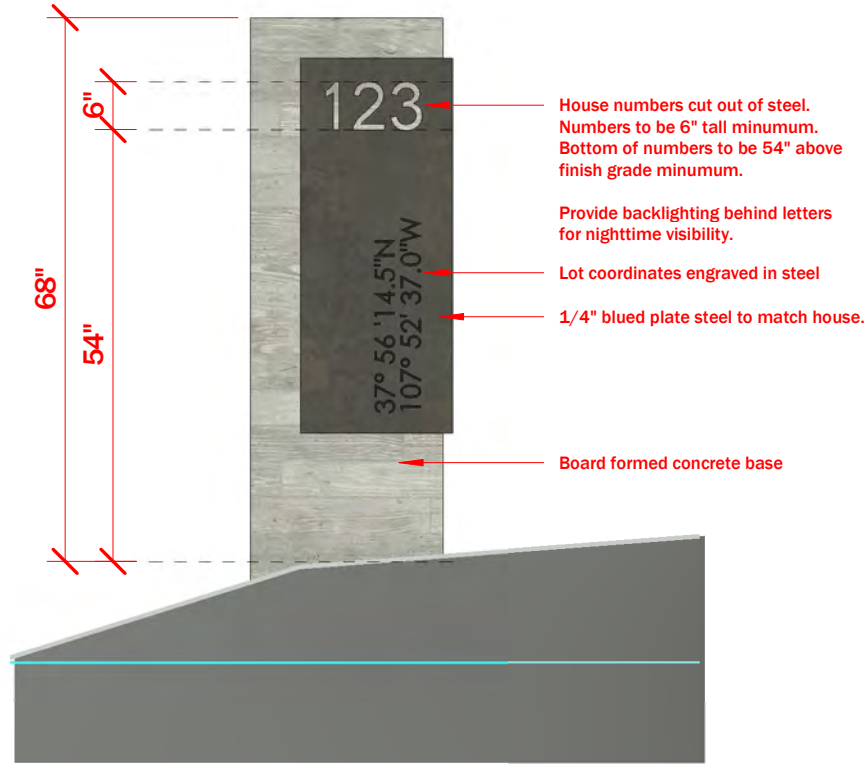 6"
68"
54"
123
37° 56 '14.5"N
107° 52' 37.0"W
House numbers cut out of steel.
Numbers to be 6" tall minumum.
Bottom of numbers to be 54" above
finish grade minumum.
Provide backlighting behind letters
for nighttime visibility.
Lot coordinates engraved in steel
1/4" blued plate steel to match house.
Board formed concrete base